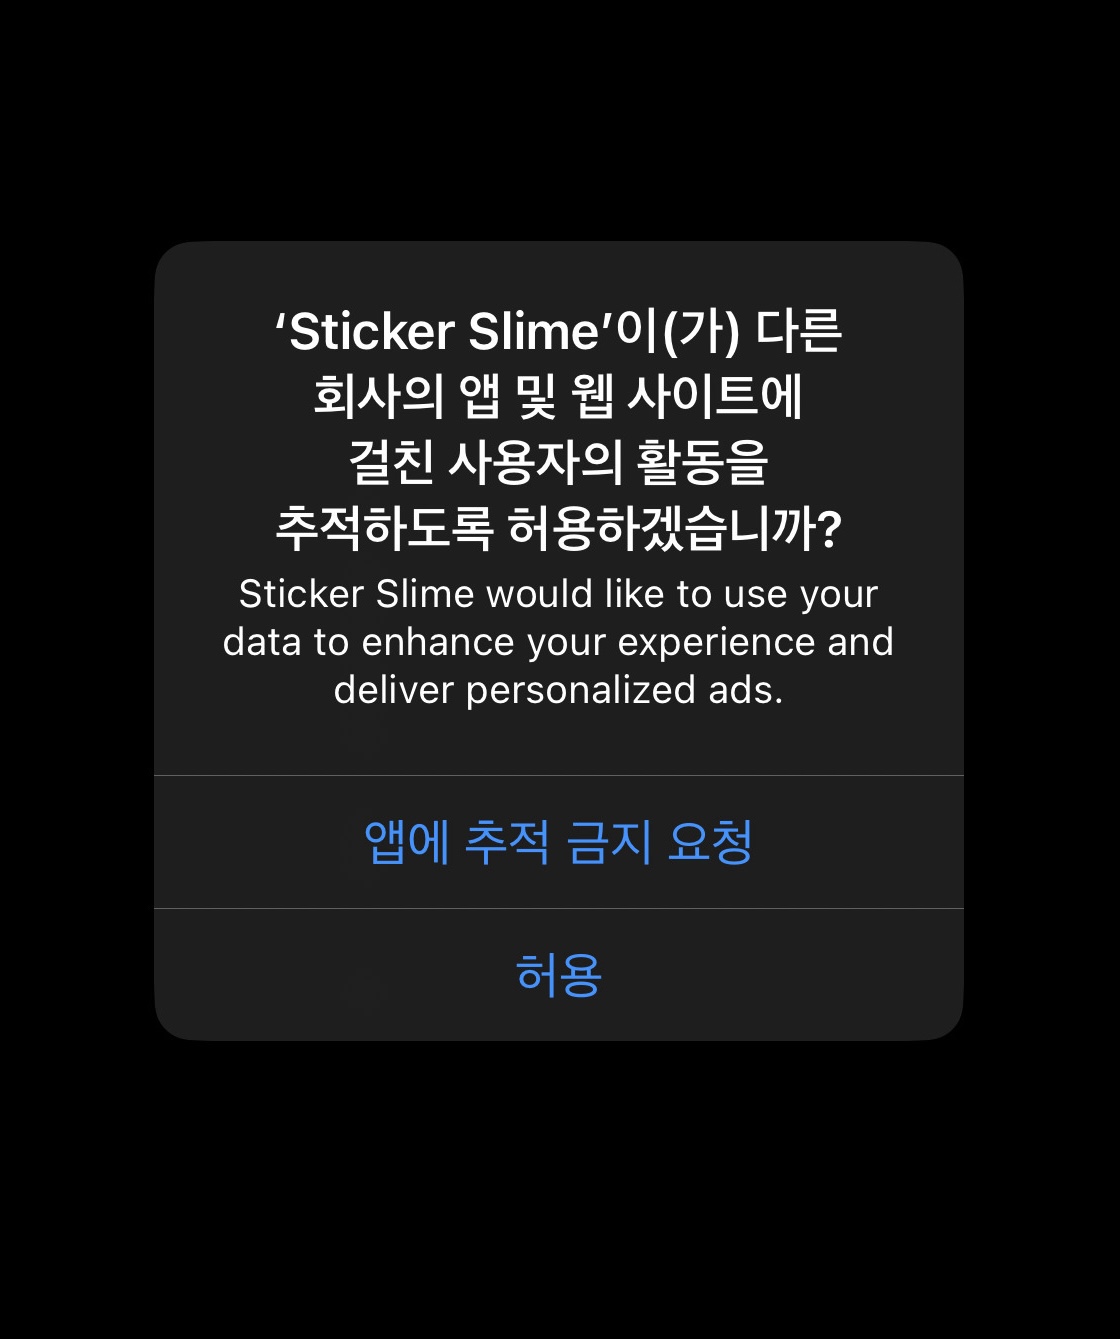 ‘Sticker Slime’이(가) 다른
회사의 앱 및 웹 사이트에
걸친 사용자의 활동을
추적하도록 허용하겠습니까?
Sticker Slime would like to use your
data to enhance your experience and
deliver personalized ads.
앱에 추적 금지 요청
허용